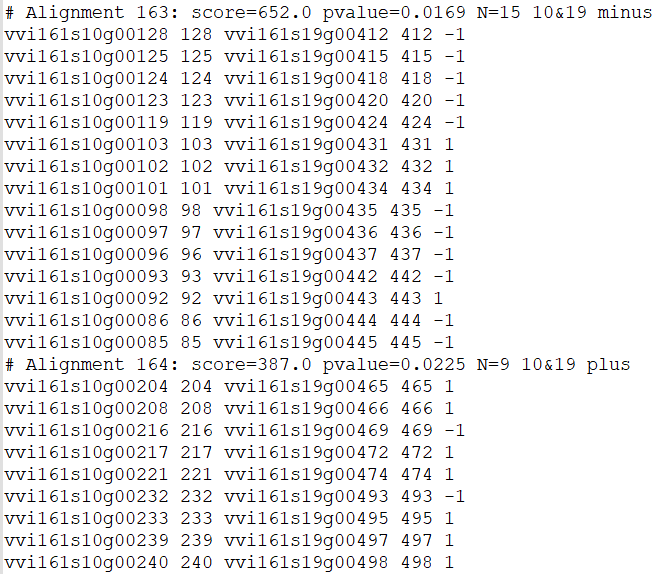 # Alignment 163: score=652.0 pvalue=0.0169 N=15 10&19 minus
vvi161s10g00128 128 vvi161s19g00412 412 -1
vvi161s10g00125 125 vvi161s19g00415 415 -1
vvi161s10g00124 124 vvi161s19g00418 418 -1
vvi161s10g00123 123 vvi161s19g00420 420 -1
vvi161s10g00119 119 vvi161s19g00424 424 -1
vvi161s10g00103 103 vvi161s19g00431 431 1
vvi161s10g00102 102 vvi161s19g00432 432 1
vvi161s10g00101 101 vvi161s19g00434 434 1
vvi161s10g00098 98 vvi161s19g00435 435 -1
vvi161s10g00097 97 vvi161s19g00436 436 -1
vvi161s10g00096 96 vvi161s19g00437 437 -1
vvi161s10g00093 93 vvi161s19g00442 442 -1
vvi161s10g00092 92 vvi161s19g00443 443 1
vvi161s10g00086 86 vvi161s19g00444 444 -1
vvi161s10g00085 85 vvi161s19g00445 445 -1
# Alignment 164: score=387.0 pvalue=0.0225 N=9 10&19 plus
vvi161s10g00204 204 vvi161s19g00465 465 1
vvi161s10g00208 208 vvi161s19g00466 466 1
vvi161s10g00216 216 vvi161s19g00469 469 -1
vvi161s10g00217 217 vvi161s19g00472 472 1
vvi161s10g00221 221 vvi161s19g00474 474 1
vvi161s10g00232 232 vvi161s19g00493 493 -1
vvi161s10g00233 233 vvi161s19g00495 495 1
vvi161s10g00239 239 vvi161s19g00497 497 1
vvi161s10g00240 240 vvi161s19g00498 498 1